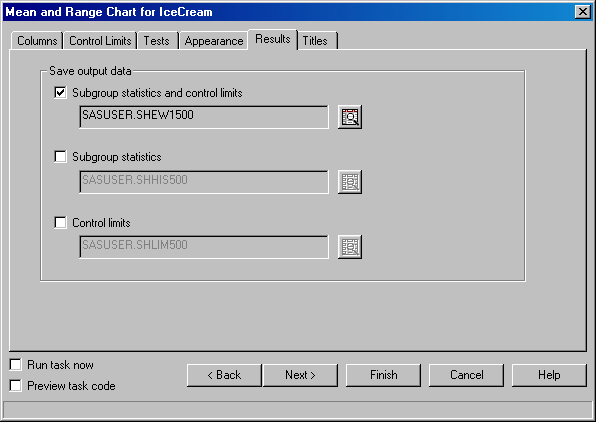 Mean and Range Chart for IceCream
Columns Control Limits Tests Appearance Results Titles
Save output data
Subgroup statistics and control limits
SASUSER.SHEW1500
Subgroup statistics
SASUSER.SHHIS500
Control limits
SASUSER.SHLIM500
Run task now
Preview task code
< Back Next > Finish Cancel Help